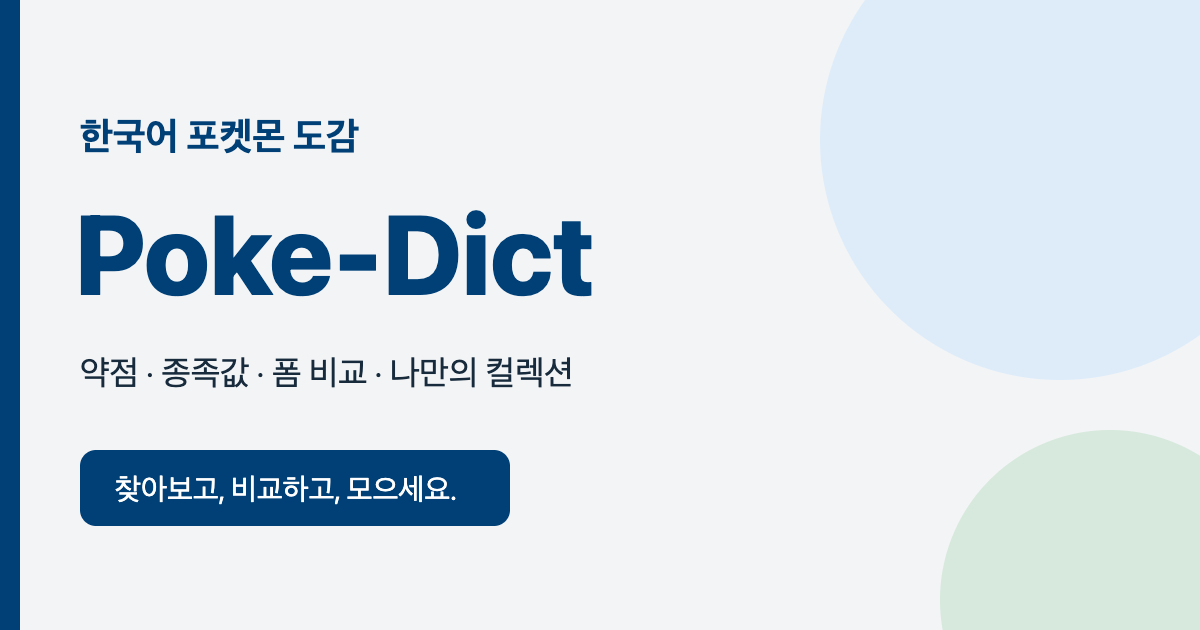 한국어 포켓몬 도감
Poke-Dict
약점 · 종족값 · 폼 비교 · 나만의 컬렉션
찾아보고, 비교하고, 모으세요.